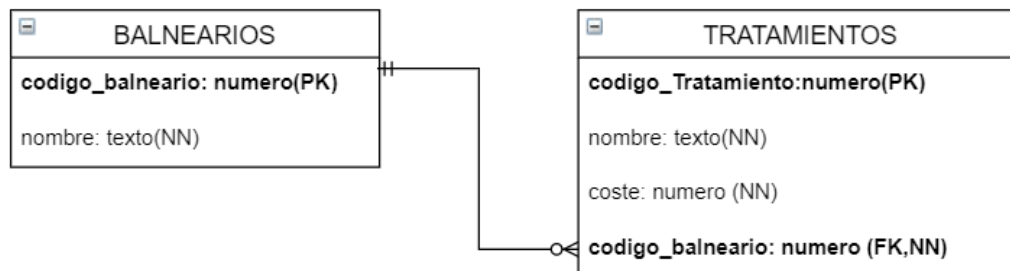 BALNEARIOS
codigo_balneario: numero(PK)
nombre: texto(NN)
TRATAMIENTOS
codigo_Tratamiento:numero(PK)
nombre: texto(NN)
coste: numero (NN)
codigo_balneario: numero (FK,NN)